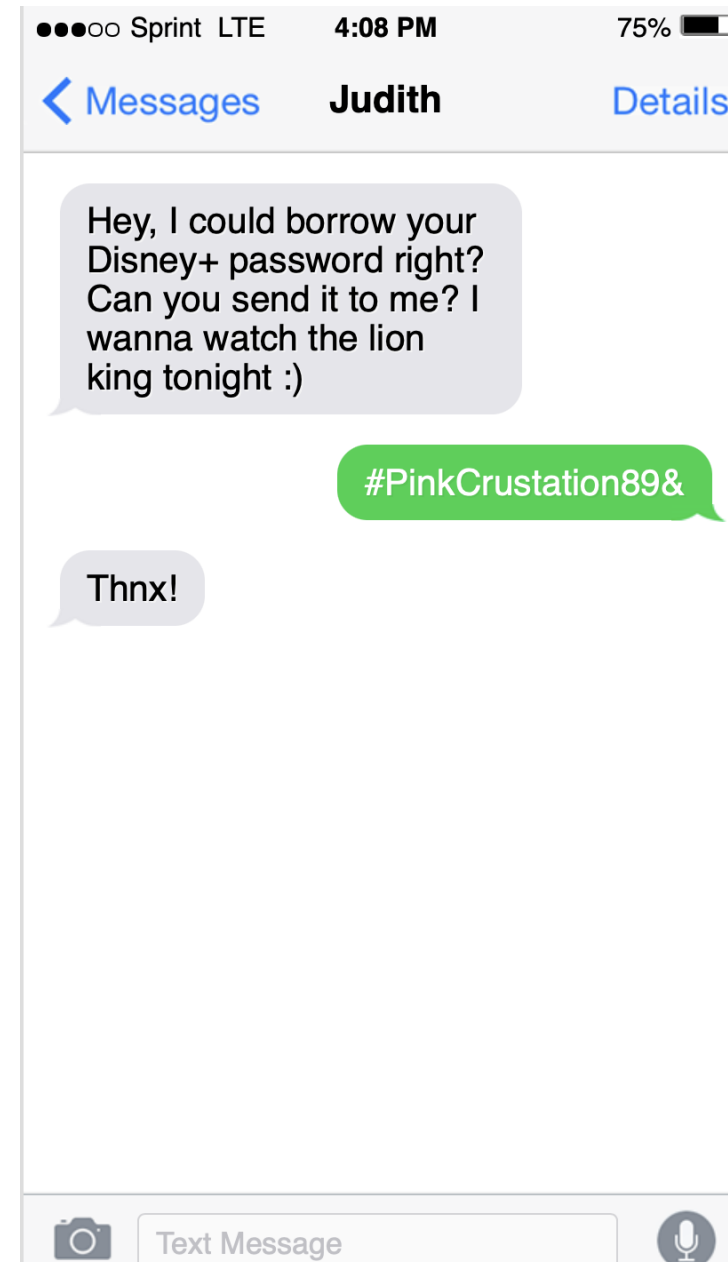 Sprint LTE 4:08 PM 75%
Messages Judith Details
Hey, I could borrow your
Disney+ password right?
Can you send it to me? I
wanna watch the lion
king tonight :)
#PinkCrustation89&
Thnx!
Text Message